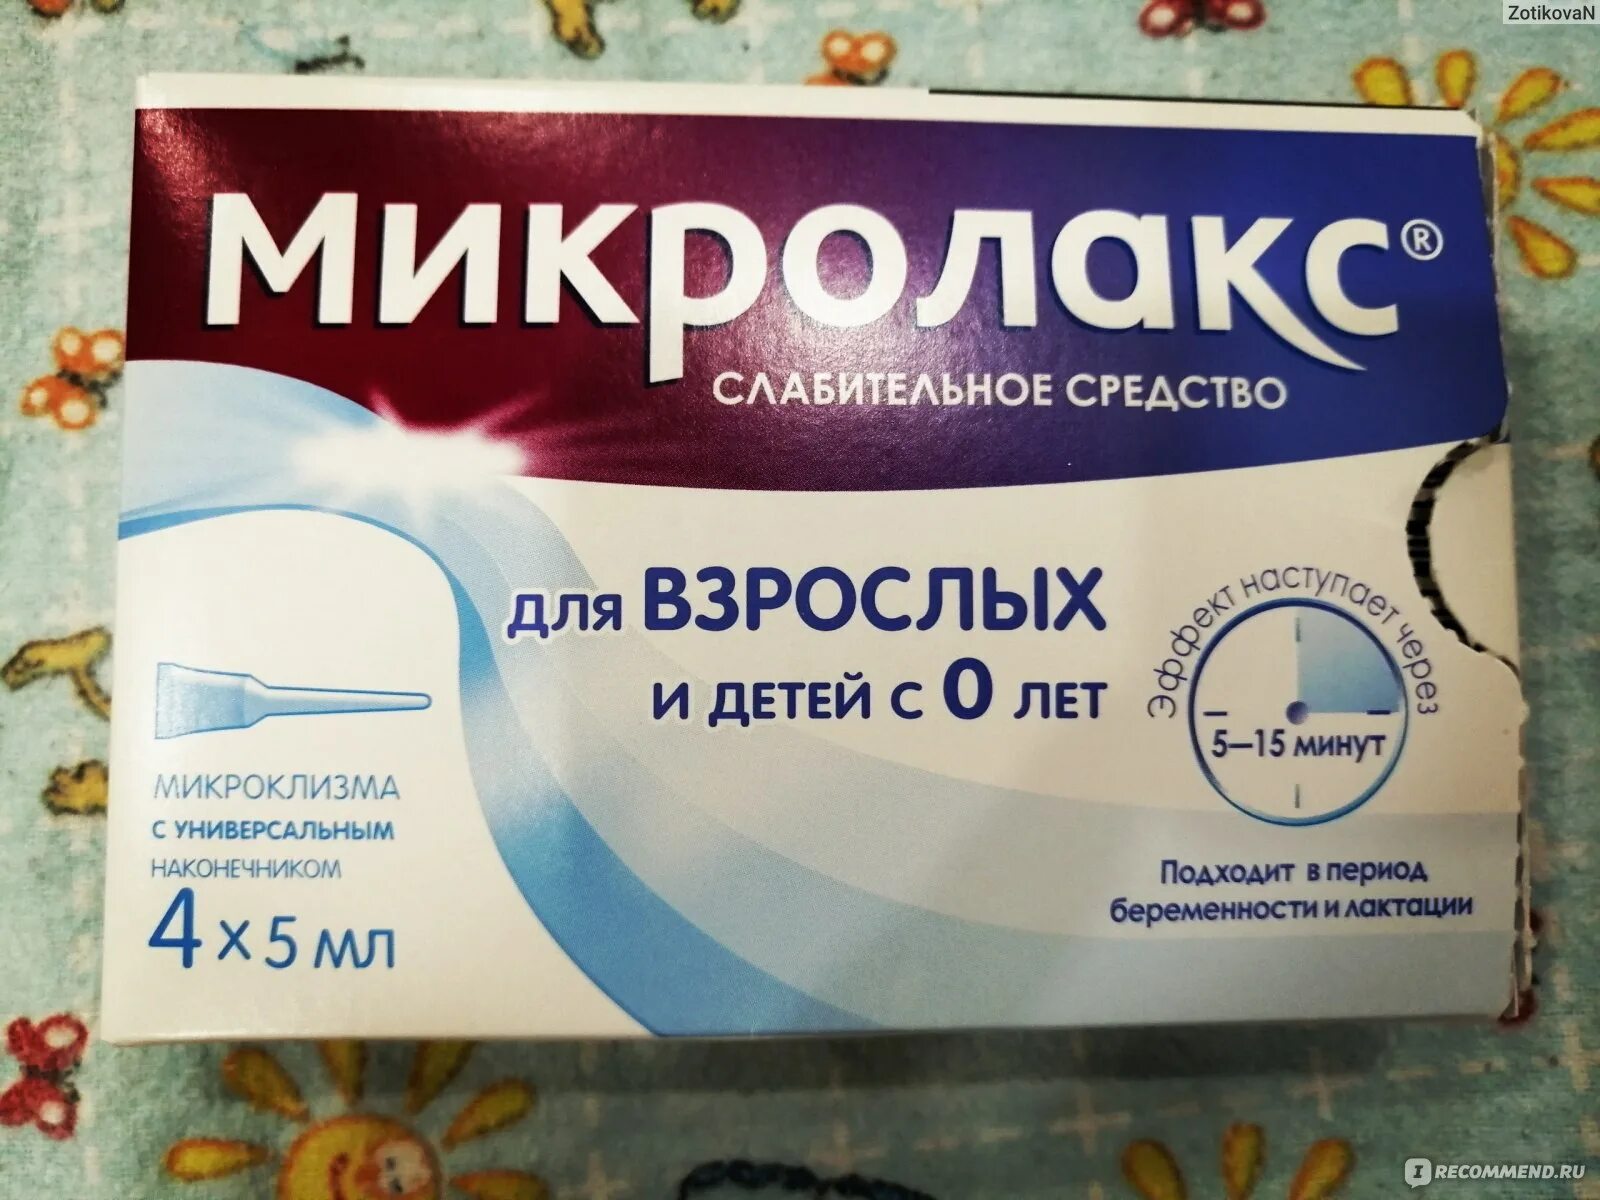 ZotikovaN
Микролакс®
СЛАБИТЕЛЬНОЕ СРЕДСТВО
для ВЗРОСЛЫХ
и ДЕТЕЙ с 0 ЛЕТ
Эффект наступает через
5–15 минут
МИКРОКЛИЗМА
С УНИВЕРСАЛЬНЫМ
НАКОНЕЧНИКОМ
4 х 5 мл
Подходит в период
беременности и лактации
IRECOMMEND.RU